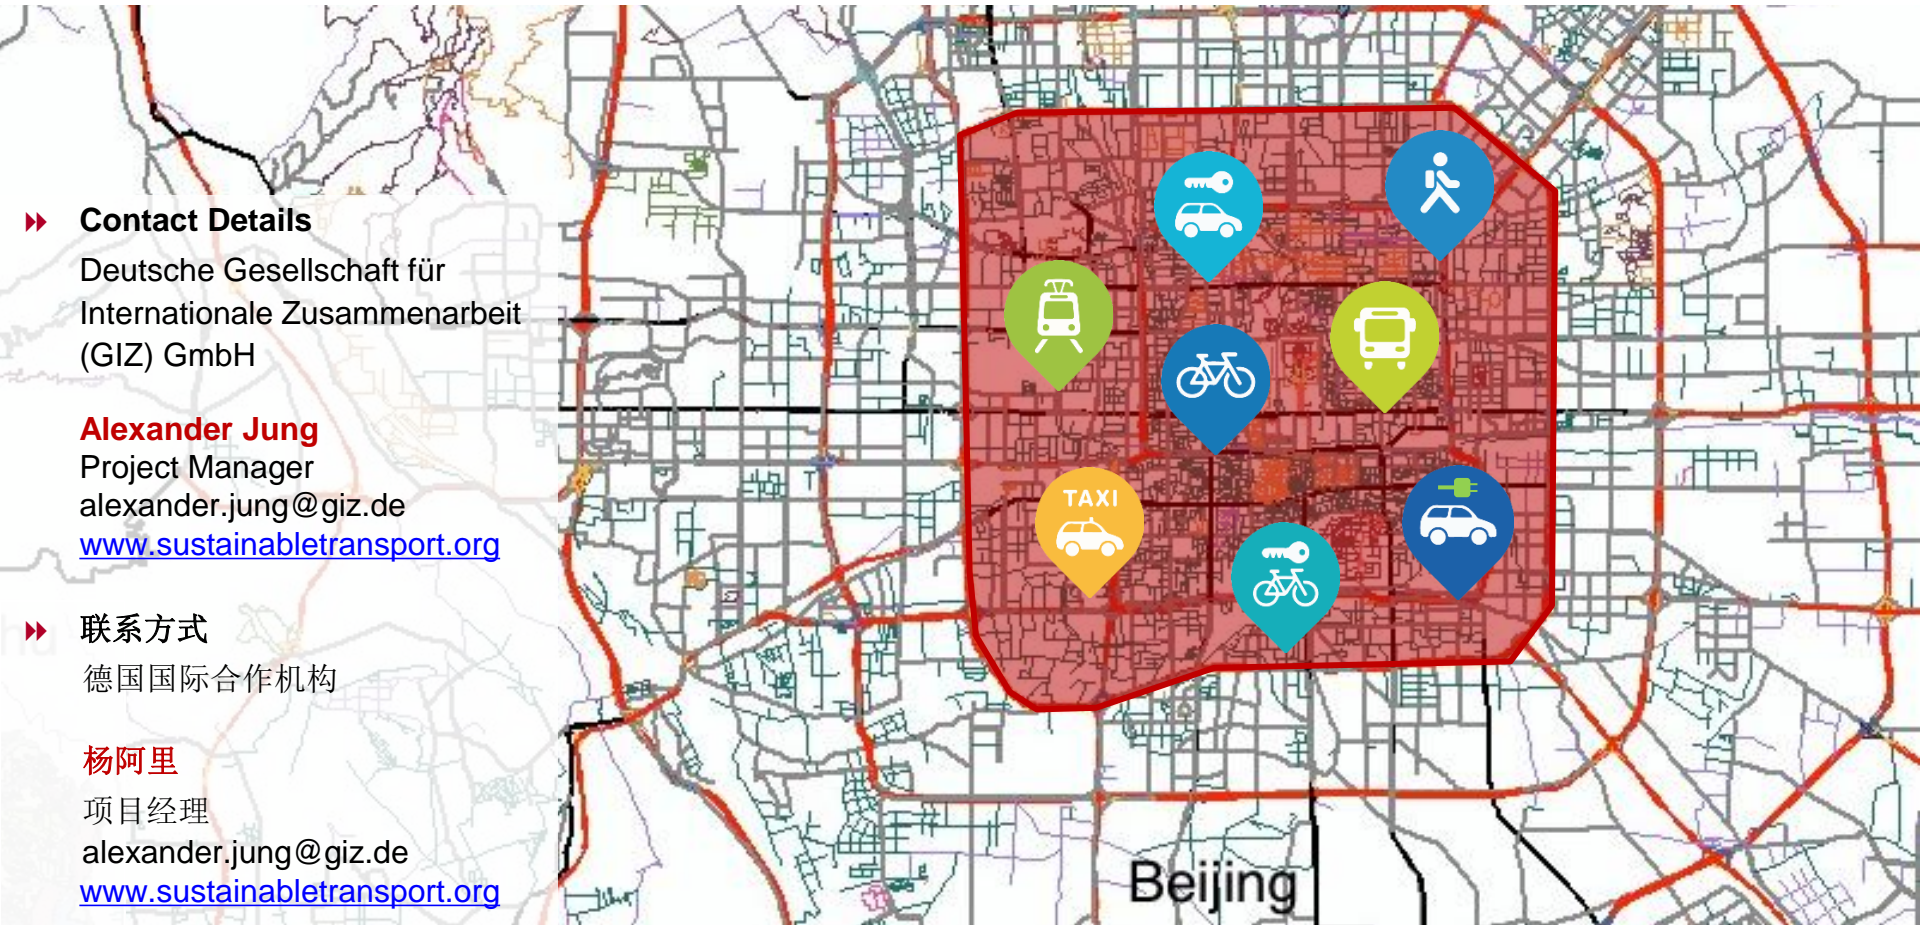 Contact Details
Deutsche Gesellschaft für
Internationale Zusammenarbeit
(GIZ) GmbH
Alexander Jung
Project Manager
alexander.jung@giz.de
www.sustainabletransport.org
联系方式
德国国际合作机构
杨阿里
项目经理
alexander.jung@giz.de
www.sustainabletransport.org
TAXI
Beijing